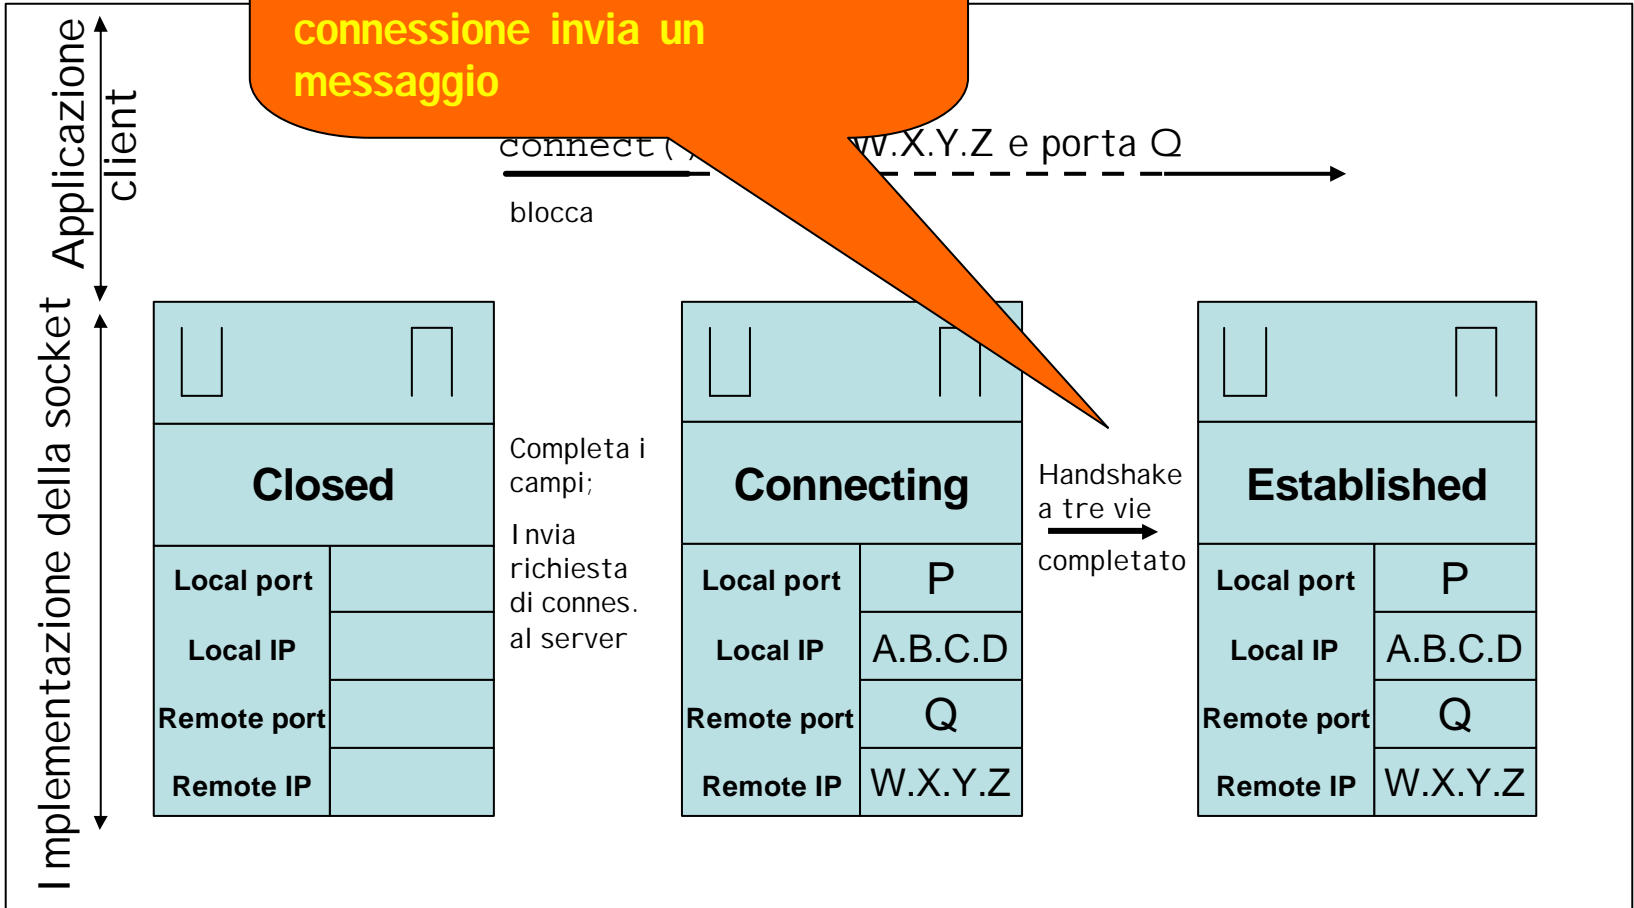 connessione invia un
messaggio
Applicazione
client
connect()
W.X.Y.Z e porta Q
blocca
Implementazione della socket
Closed
Local port
Local IP
Remote port
Remote IP
Completa i
campi;
Invia
richiesta
di connes.
al server
Connecting
Local port P
Local IP A.B.C.D
Remote port Q
Remote IP W.X.Y.Z
Handshake
a tre vie
completato
Established
Local port P
Local IP A.B.C.D
Remote port Q
Remote IP W.X.Y.Z